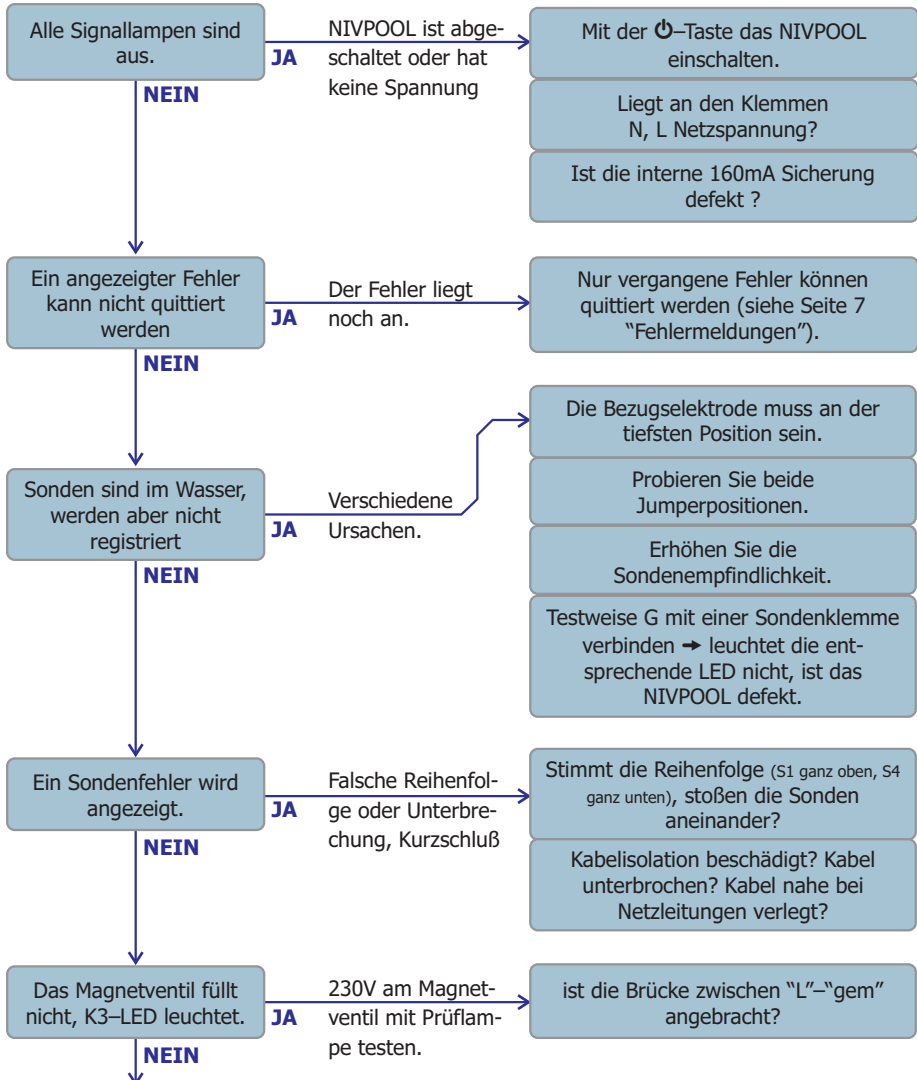 Alle Signallampen sind
aus.
JA
NEIN
NIVPOOL ist abge-
schaltet oder hat
keine Spannung
Mit der ⏻–Taste das NIVPOOL
einschalten.
Liegt an den Klemmen
N, L Netzspannung?
Ist die interne 160mA Sicherung
defekt ?
Ein angezeigter Fehler
kann nicht quittiert
werden
JA
NEIN
Der Fehler liegt
noch an.
Nur vergangene Fehler können
quittiert werden (siehe Seite 7
“Fehlermeldungen”).
Sonden sind im Wasser,
werden aber nicht
registriert
JA
NEIN
Verschiedene
Ursachen.
Die Bezugselektrode muss an der
tiefsten Position sein.
Probieren Sie beide
Jumperpositionen.
Erhöhen Sie die
Sondenempfindlichkeit.
Testweise G mit einer Sondenklemme
verbinden ➞ leuchtet die ent-
sprechende LED nicht, ist das
NIVPOOL defekt.
Ein Sondenfehler wird
angezeigt.
JA
NEIN
Falsche Reihenfol-
ge oder Unterbre-
chung, Kurzschluß
Stimmt die Reihenfolge (S1 ganz oben, S4
ganz unten), stoßen die Sonden
aneinander?
Kabelisolation beschädigt? Kabel
unterbrochen? Kabel nahe bei
Netzleitungen verlegt?
Das Magnetventil füllt
nicht, K3–LED leuchtet.
JA
NEIN
230V am Magnet-
ventil mit Prüflam-
pe testen.
ist die Brücke zwischen “L”–“gem”
angebracht?